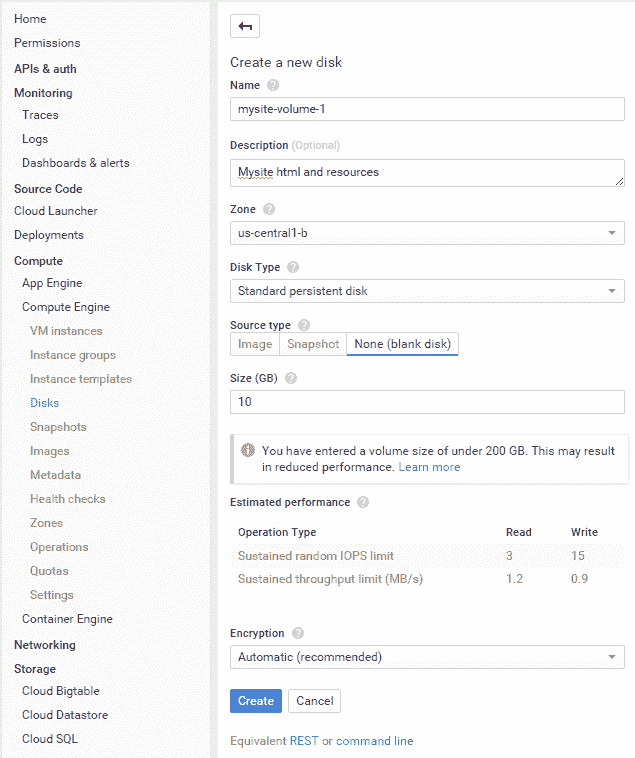 Home
Permissions
APIs & auth
Monitoring
Traces
Logs
Dashboards & alerts
Source Code
Cloud Launcher
Deployments
Compute
App Engine
Compute Engine
VM instances
Instance groups
Instance templates
Disks
Snapshots
Images
Metadata
Health checks
Zones
Operations
Quotas
Settings
Container Engine
Networking
Storage
Cloud Bigtable
Cloud Datastore
Cloud SQL
Create a new disk
Name ?
mysite-volume-1
Description (Optional)
Mysite html and resources
Zone ?
us-central1-b
Disk Type ?
Standard persistent disk
Source type ?
Image Snapshot None (blank disk)
Size (GB) ?
10
You have entered a volume size of under 200 GB. This may result
in reduced performance. Learn more
Estimated performance ?
Operation Type Read Write
Sustained random IOPS limit 3 15
Sustained throughput limit (MB/s) 1.2 0.9
Encryption ?
Automatic (recommended)
Create Cancel
Equivalent REST or command line